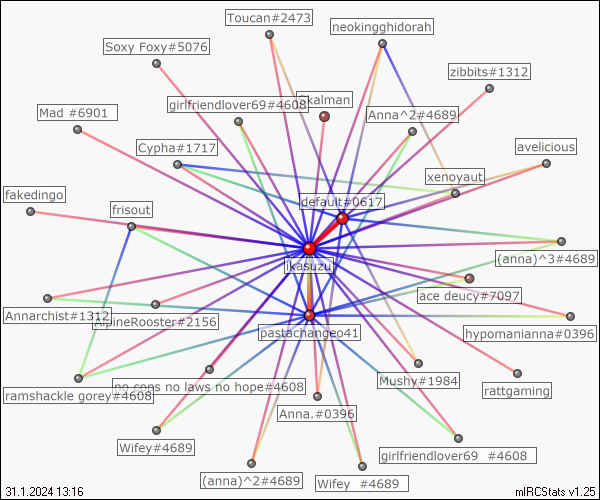 Toucan#2473
neokingghidorah
Soxy Foxy#5076
zibbits#1312
girlfriendlover69#4608
Skalman
Mad #6901
Anna^2#4689
Cypha#1717
avelicious
xenoyaut
fakedingo
default#0617
frisout
ikasuzu
(anna)^3#4689
ace deucy#7097
Annarchist#1312
AlpineRooster#2156
pastachangeo41
hypomanianna#0396
Mushy#1984
no cons no laws no hope#4608
rattgaming
ramshackle gorey#4608
Anna.#0396
Wifey#4689
girlfriendlover69 #4608
(anna)^2#4689
Wifey #4689
31.1.2024 13:16
mIRCStats v1.25